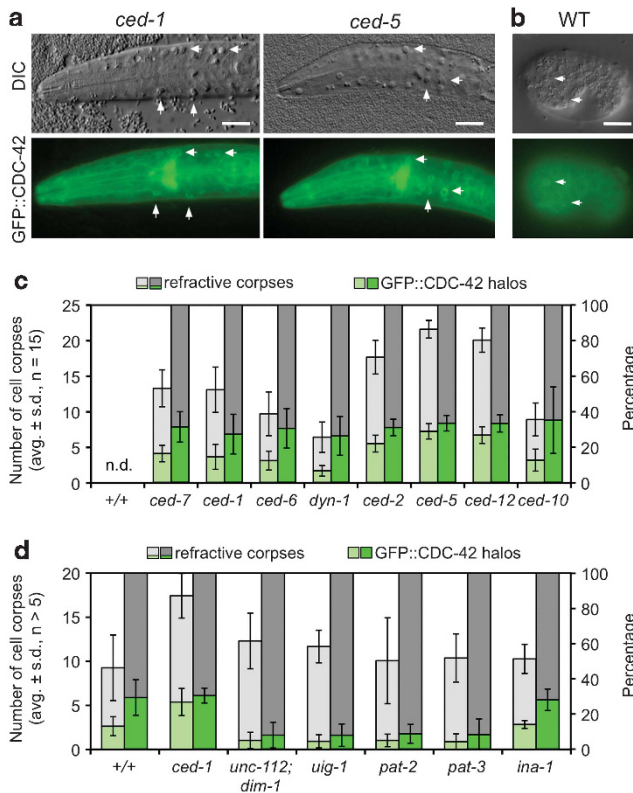 a
ced-1
ced-5
b
WT
DIC
GFP::CDC-42
c
refractive corpses
GFP::CDC-42 halos
Number of cell corpses
(avg. ± s.d., n = 15)
25
20
15
10
5
0
100
80
60
40
20
0
Percentage
n.d.
+/+ ced-7 ced-1 ced-6 dyn-1 ced-2 ced-5 ced-12 ced-10
d
refractive corpses
GFP::CDC-42 halos
Number of cell corpses
(avg. ± s.d., n > 5)
20
15
10
5
0
100
80
60
40
20
0
Percentage
+/+ ced-1 unc-112; uig-1 pat-2 pat-3 ina-1
dim-1